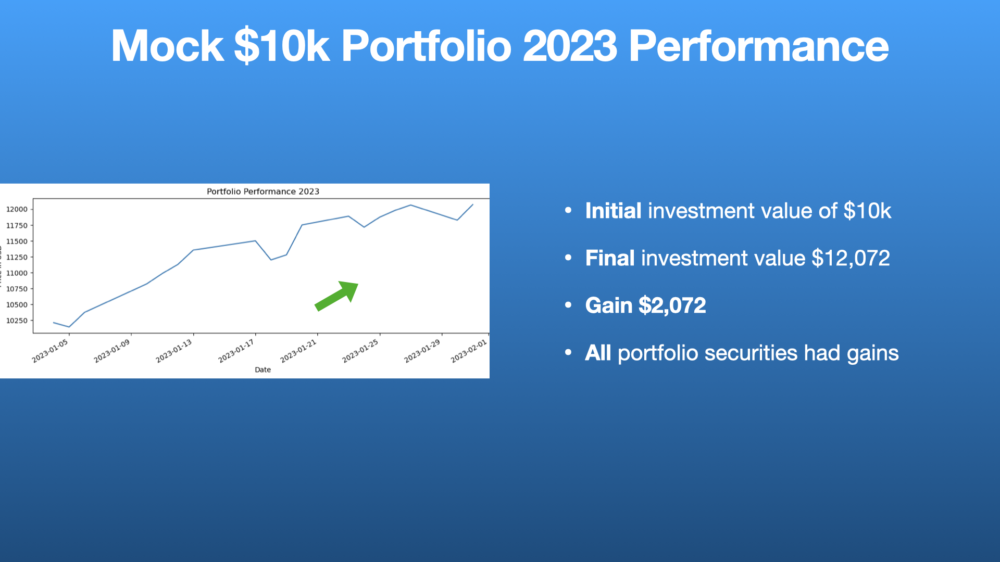 Mock $10k Portfolio 2023 Performance
Portfolio Performance 2023
12000
11750
11500
11250
11000
10750
10500
10250
2023-01-05
2023-01-09
2023-01-13
2023-01-17
2023-01-21
2023-01-25
2023-01-29
2023-02-01
Date
• Initial investment value of $10k
• Final investment value $12,072
• Gain $2,072
• All portfolio securities had gains